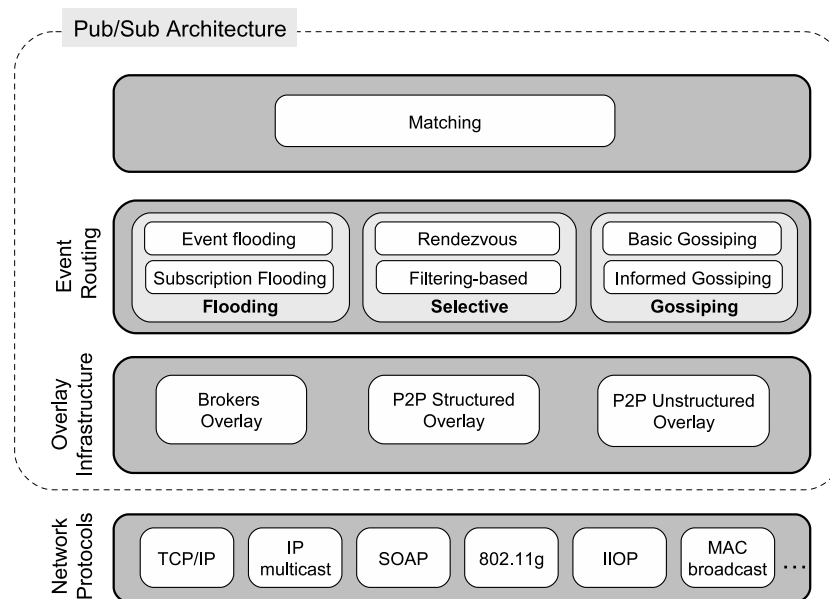 Pub/Sub Architecture
Matching
Event
Routing
Event flooding
Subscription Flooding
Flooding
Rendezvous
Filtering-based
Selective
Basic Gossiping
Informed Gossiping
Gossiping
Overlay
Infrastructure
Brokers
Overlay
P2P Structured
Overlay
P2P Unstructured
Overlay
Network
Protocols
TCP/IP
IP
multicast
SOAP
802.11g
IIOP
MAC
broadcast
...